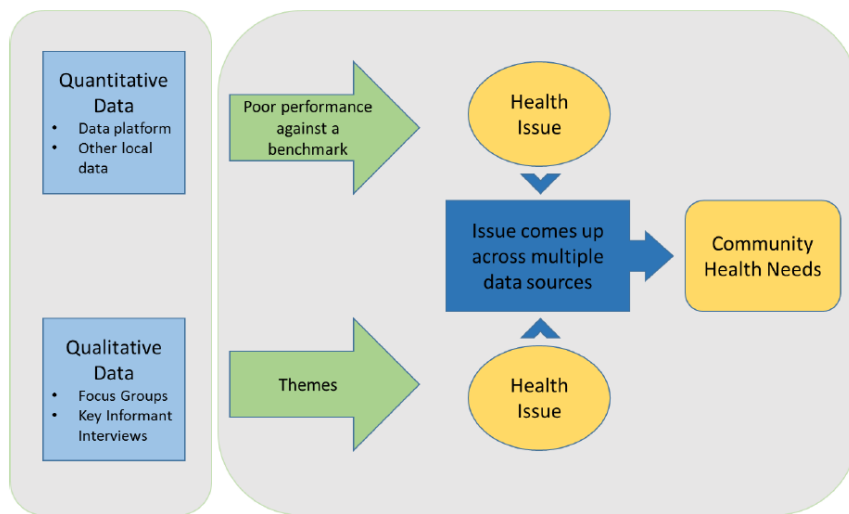 Quantitative
Data
• Data platform
• Other local
data
Poor performance
against a
benchmark
Health
Issue
Issue comes up
across multiple
data sources
Community
Health Needs
Qualitative
Data
• Focus Groups
• Key Informant
Interviews
Themes
Health
Issue